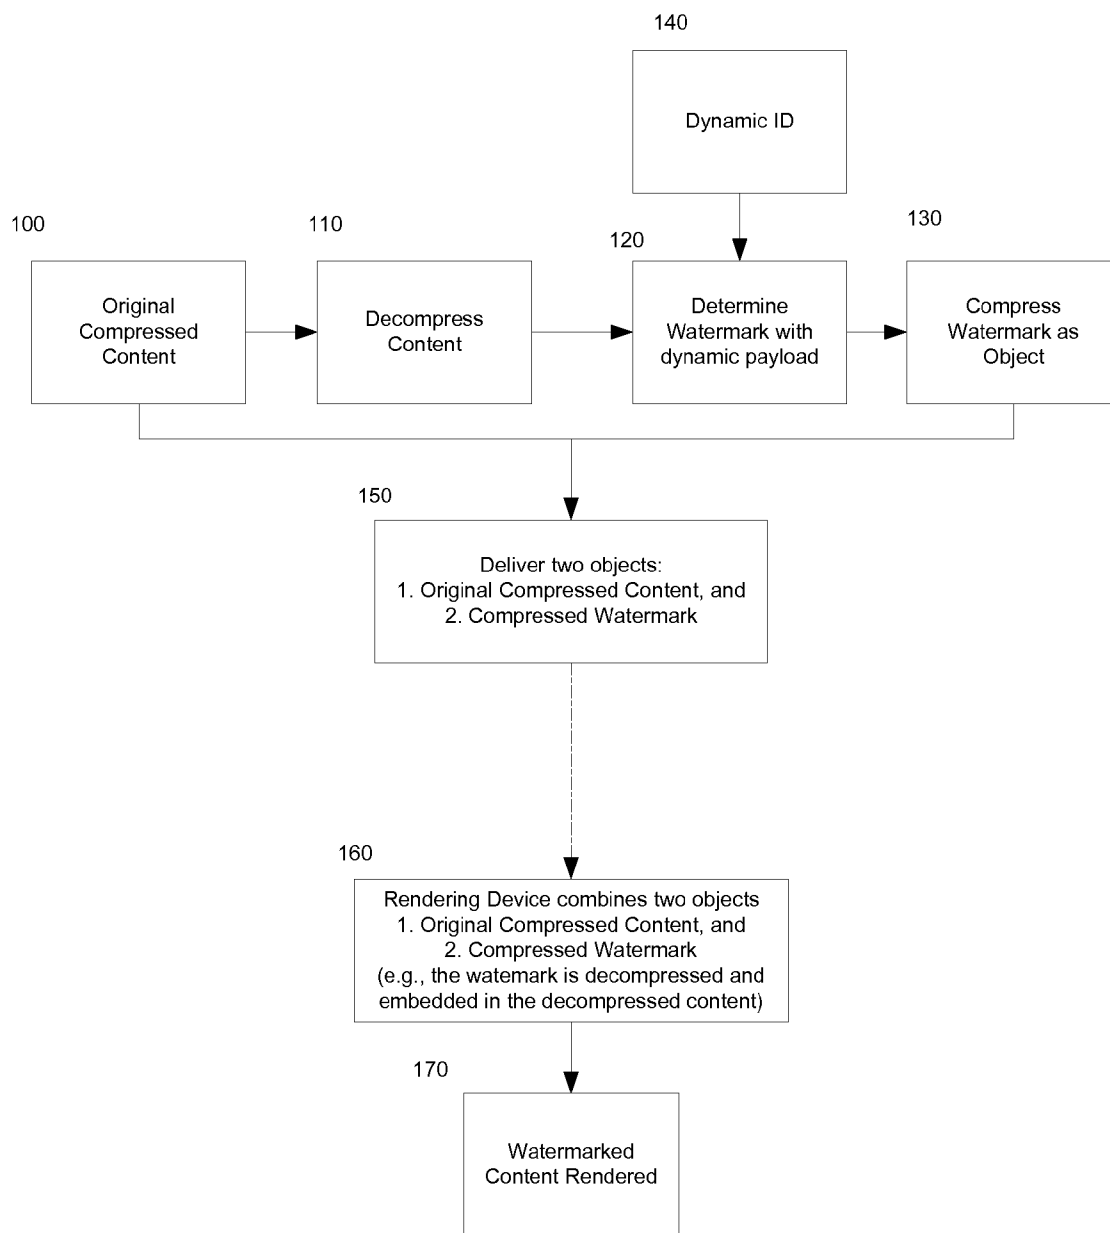 140
Dynamic ID
100
110
120
130
Original
Compressed
Content
Decompress
Content
Determine
Watermark with
dynamic payload
Compress
Watermark as
Object
150
Deliver two objects:
1. Original Compressed Content, and
2. Compressed Watermark
160
Rendering Device combines two objects
1. Original Compressed Content, and
2. Compressed Watermark
(e.g., the watemark is decompressed and
embedded in the decompressed content)
170
Watermarked
Content Rendered